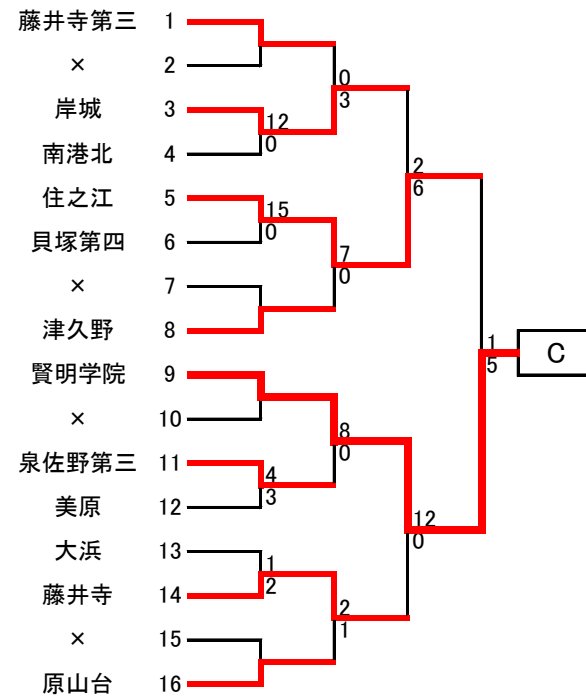 藤井寺第三 1
× 2
0
3
岸城 3
12
0
南港北 4
2
6
住之江 5
15
0
貝塚第四 6
7
0
× 7
津久野 8
1
5
C
賢明学院 9
× 10
8
0
泉佐野第三 11
4
3
美原 12
12
0
大浜 13
1
2
藤井寺 14
2
1
× 15
原山台 16